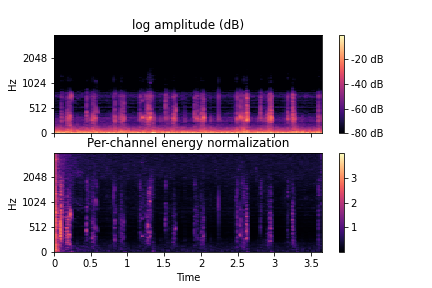 log amplitude (dB)
Hz
2048
1024
512
0
-20 dB
-40 dB
-60 dB
-80 dB
Per-channel energy normalization
Hz
2048
1024
512
0
3
2
1
0 0.5 1 1.5 2 2.5 3 3.5
Time